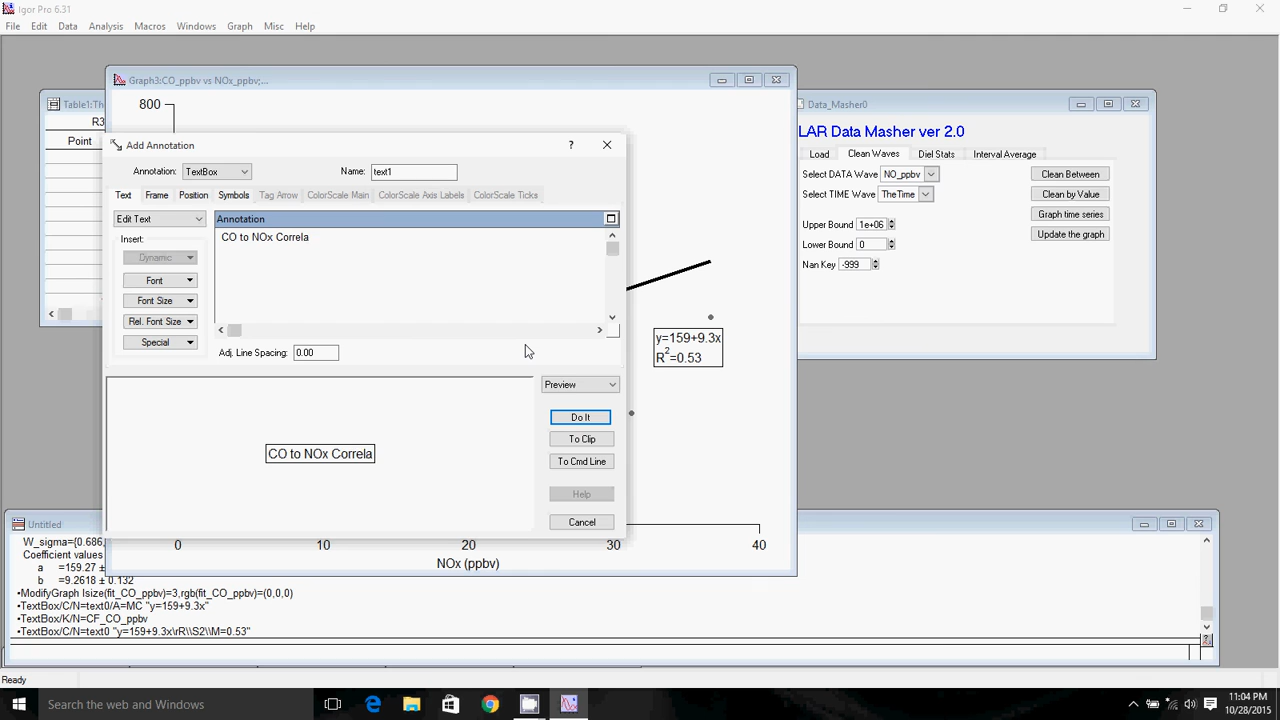 Igor Pro 6.31
File Edit Data Analysis Macros Windows Graph Misc Help
Graph3:CO_ppbv vs NOx_ppbv;...
800
Table1:Th
R3
Point
Add Annotation
?
Annotation: TextBox Name: text1
Text Frame Position Symbols Tag Arrow ColorScale Main ColorScale Axis Labels ColorScale Ticks
Edit Text
Annotation
Insert:
CO to NOx Correla
Dynamic
Font
Font Size
Rel. Font Size
Special
Adj. Line Spacing: 0.00
Preview
Do It
To Clip
To Cmd Line
Help
Cancel
CO to NOx Correla
y=159+9.3x
R2=0.53
0 10 20 30 40
NOx (ppbv)
Data_Masher0
LAR Data Masher ver 2.0
Load Clean Waves Diel Stats Interval Average
Select DATA Wave NO_ppbv Clean Between
Select TIME Wave TheTime Clean by Value
Graph time series
Upper Bound 1e+06 Update the graph
Lower Bound 0
Nan Key -999
Untitled
W_sigma={0.686,
Coefficient values
a =159.27 ±
b =9.2618 ± 0.132
•ModifyGraph lsize(fit_CO_ppbv)=3,rgb(fit_CO_ppbv)=(0,0,0)
•TextBox/C/N=text0/A=MC "y=159+9.3x"
•TextBox/K/N=CF_CO_ppbv
•TextBox/C/N=text0 "y=159+9.3x\rR\\S2\\M=0.53"
Ready
Search the web and Windows
11:04 PM
10/28/2015